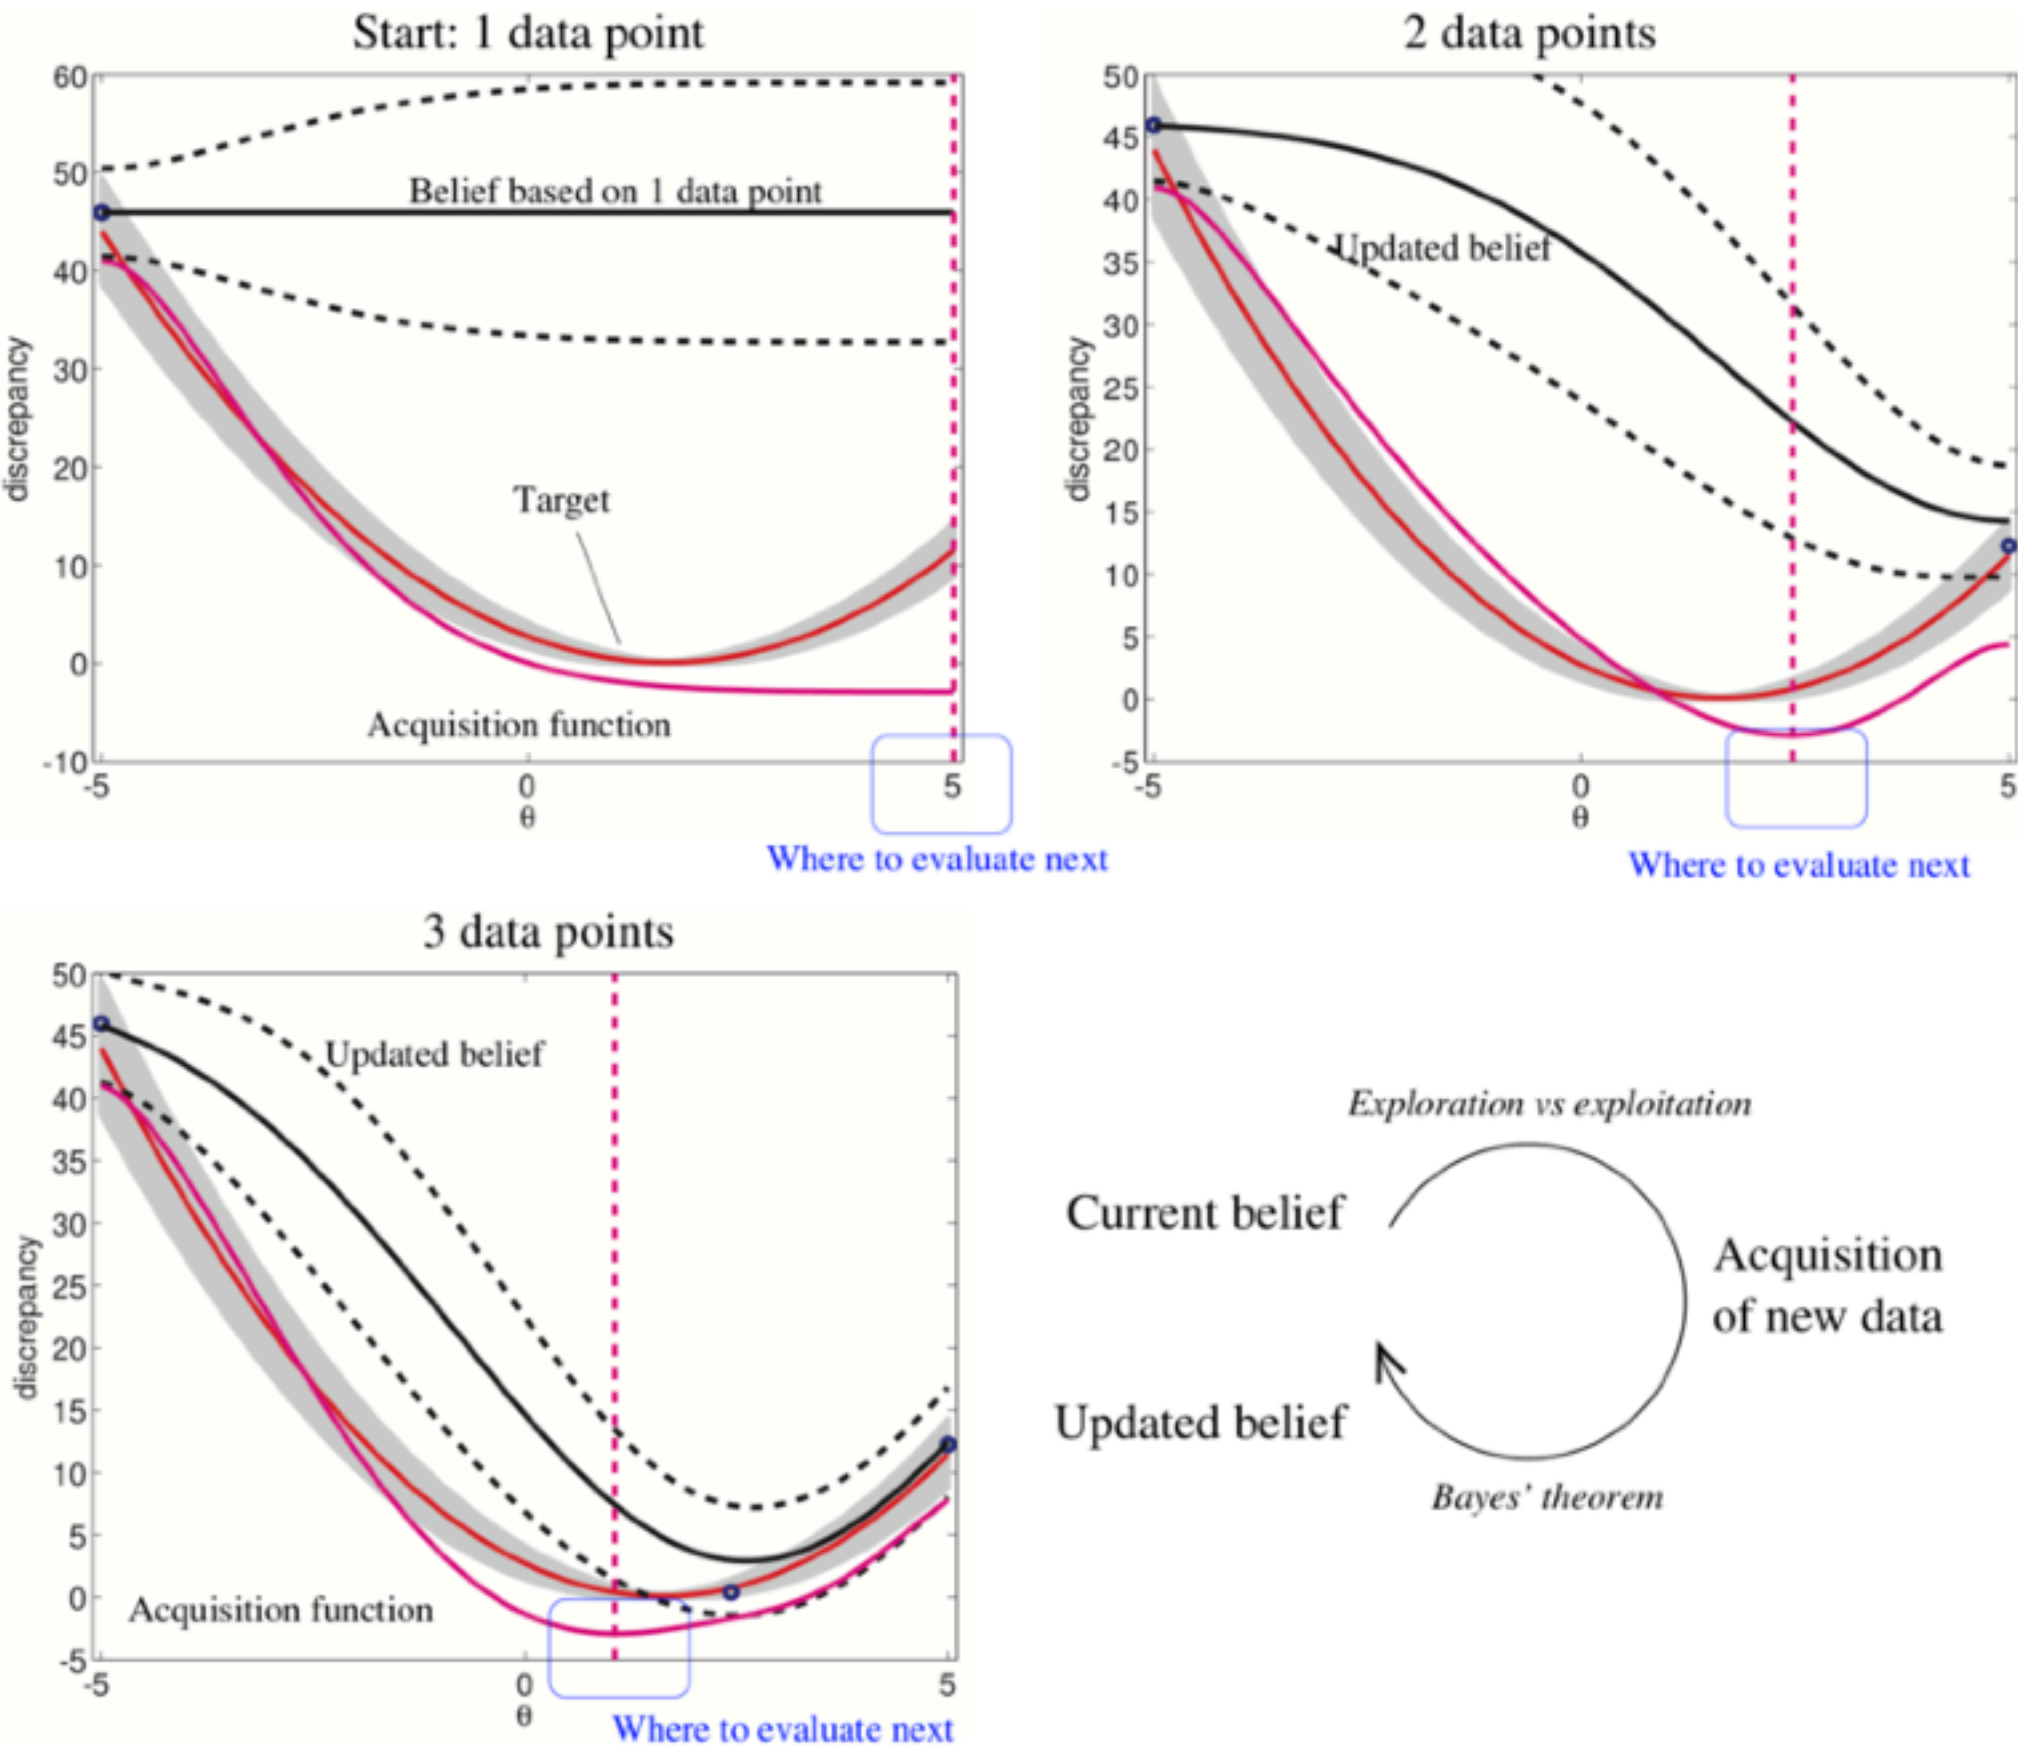 Start: 1 data point
60
50
40
30
20
10
0
-10
discrepancy
Belief based on 1 data point
Target
Acquisition function
-5
0
5
θ
Where to evaluate next
2 data points
50
45
40
35
30
25
20
15
10
5
0
-5
discrepancy
Updated belief
-5
0
5
θ
Where to evaluate next
3 data points
50
45
40
35
30
25
20
15
10
5
0
-5
discrepancy
Updated belief
Acquisition function
-5
0
5
θ
Where to evaluate next
Exploration vs exploitation
Current belief
Acquisition
of new data
Updated belief
Bayes' theorem